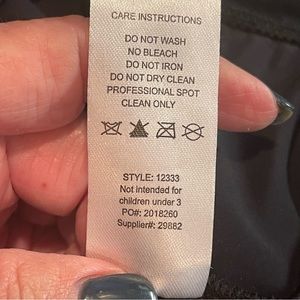 CARE INSTRUCTIONS
DO NOT WASH
NO BLEACH
DO NOT IRON
DO NOT DRY CLEAN
PROFESSIONAL SPOT
CLEAN ONLY
STYLE: 12333
Not intended for
children under 3
PO#: 2018260
Supplier#: 29882